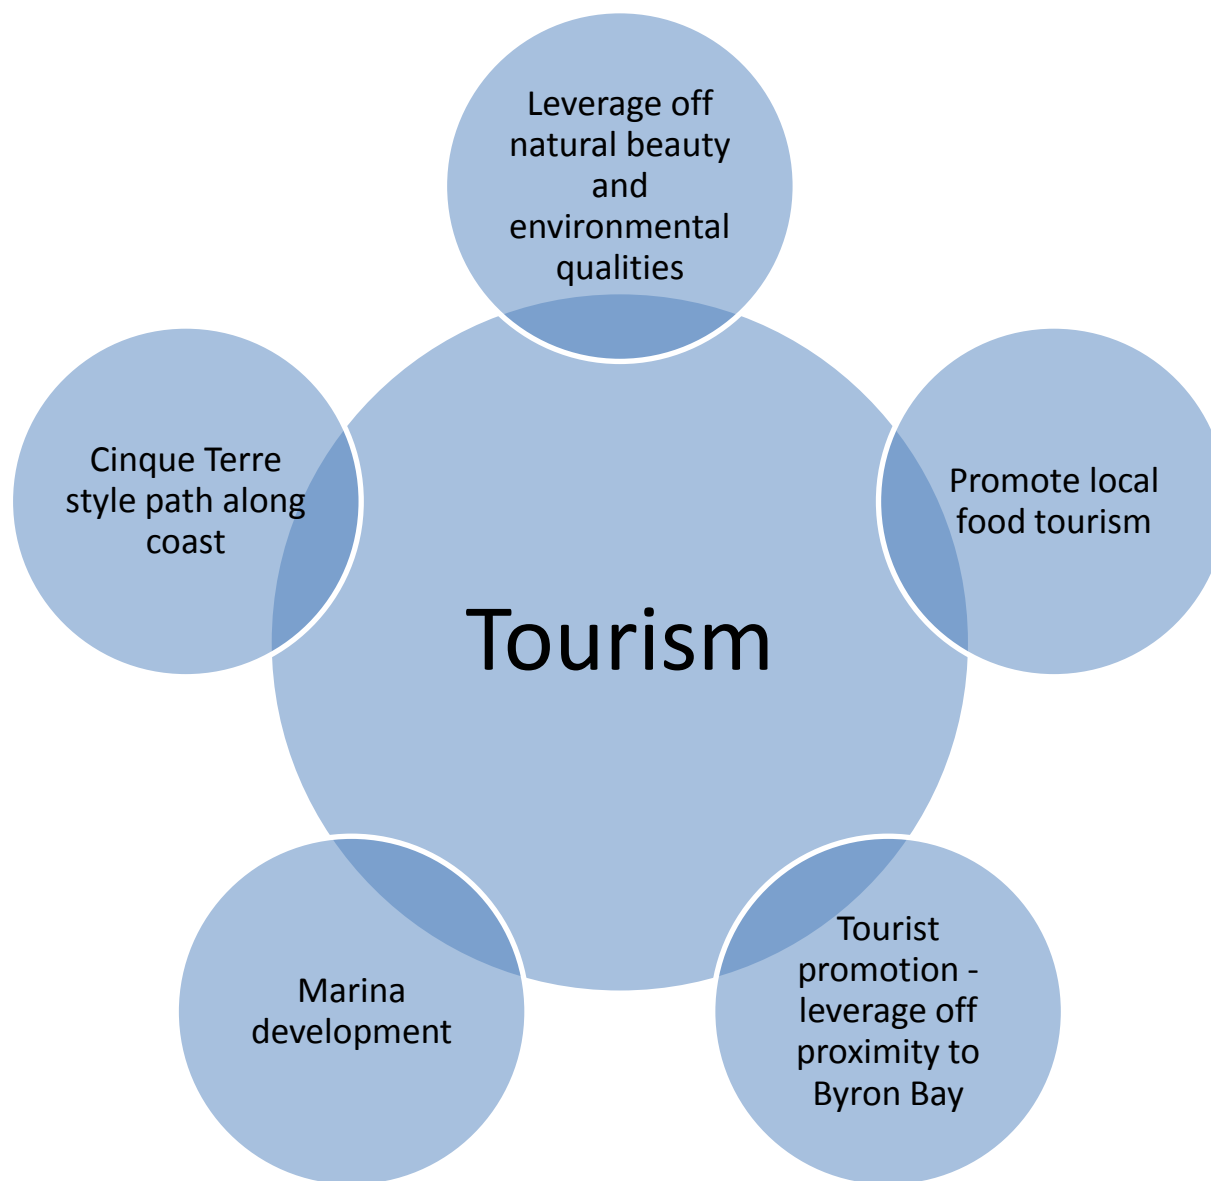 Leverage off
natural beauty
and
environmental
qualities
Cinque Terre
style path along
coast
Promote local
food tourism
Tourism
Marina
development
Tourist
promotion -
leverage off
proximity to
Byron Bay